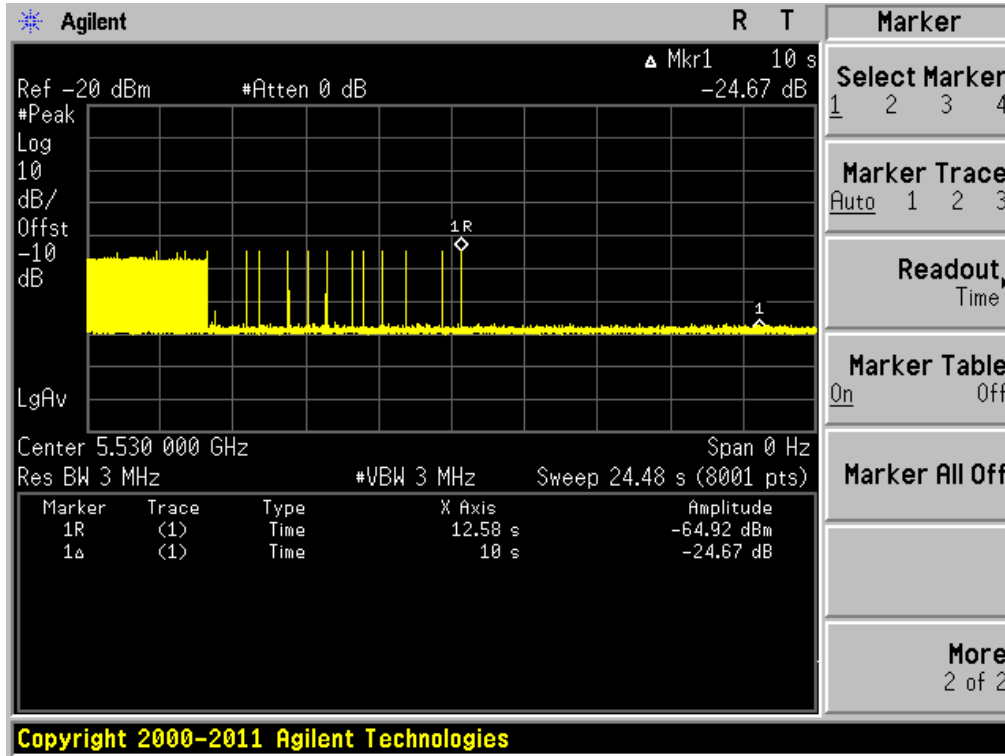 Agilent R T
Δ Mkr1 10 s
Ref -20 dBm #Atten 0 dB -24.67 dB
#Peak
Log
10
dB/
Offst
-10
dB
LgAv
1R
1
Center 5.530 000 GHz Span 0 Hz
Res BW 3 MHz #VBW 3 MHz Sweep 24.48 s (8001 pts)
Marker Trace Type X Axis Amplitude
1R (1) Time 12.58 s -64.92 dBm
1Δ (1) Time 10 s -24.67 dB
Copyright 2000-2011 Agilent Technologies
Marker
Select Marker
1 2 3 4
Marker Trace
Auto 1 2 3
Readout
Time
Marker Table
On Off
Marker All Off
More
2 of 2